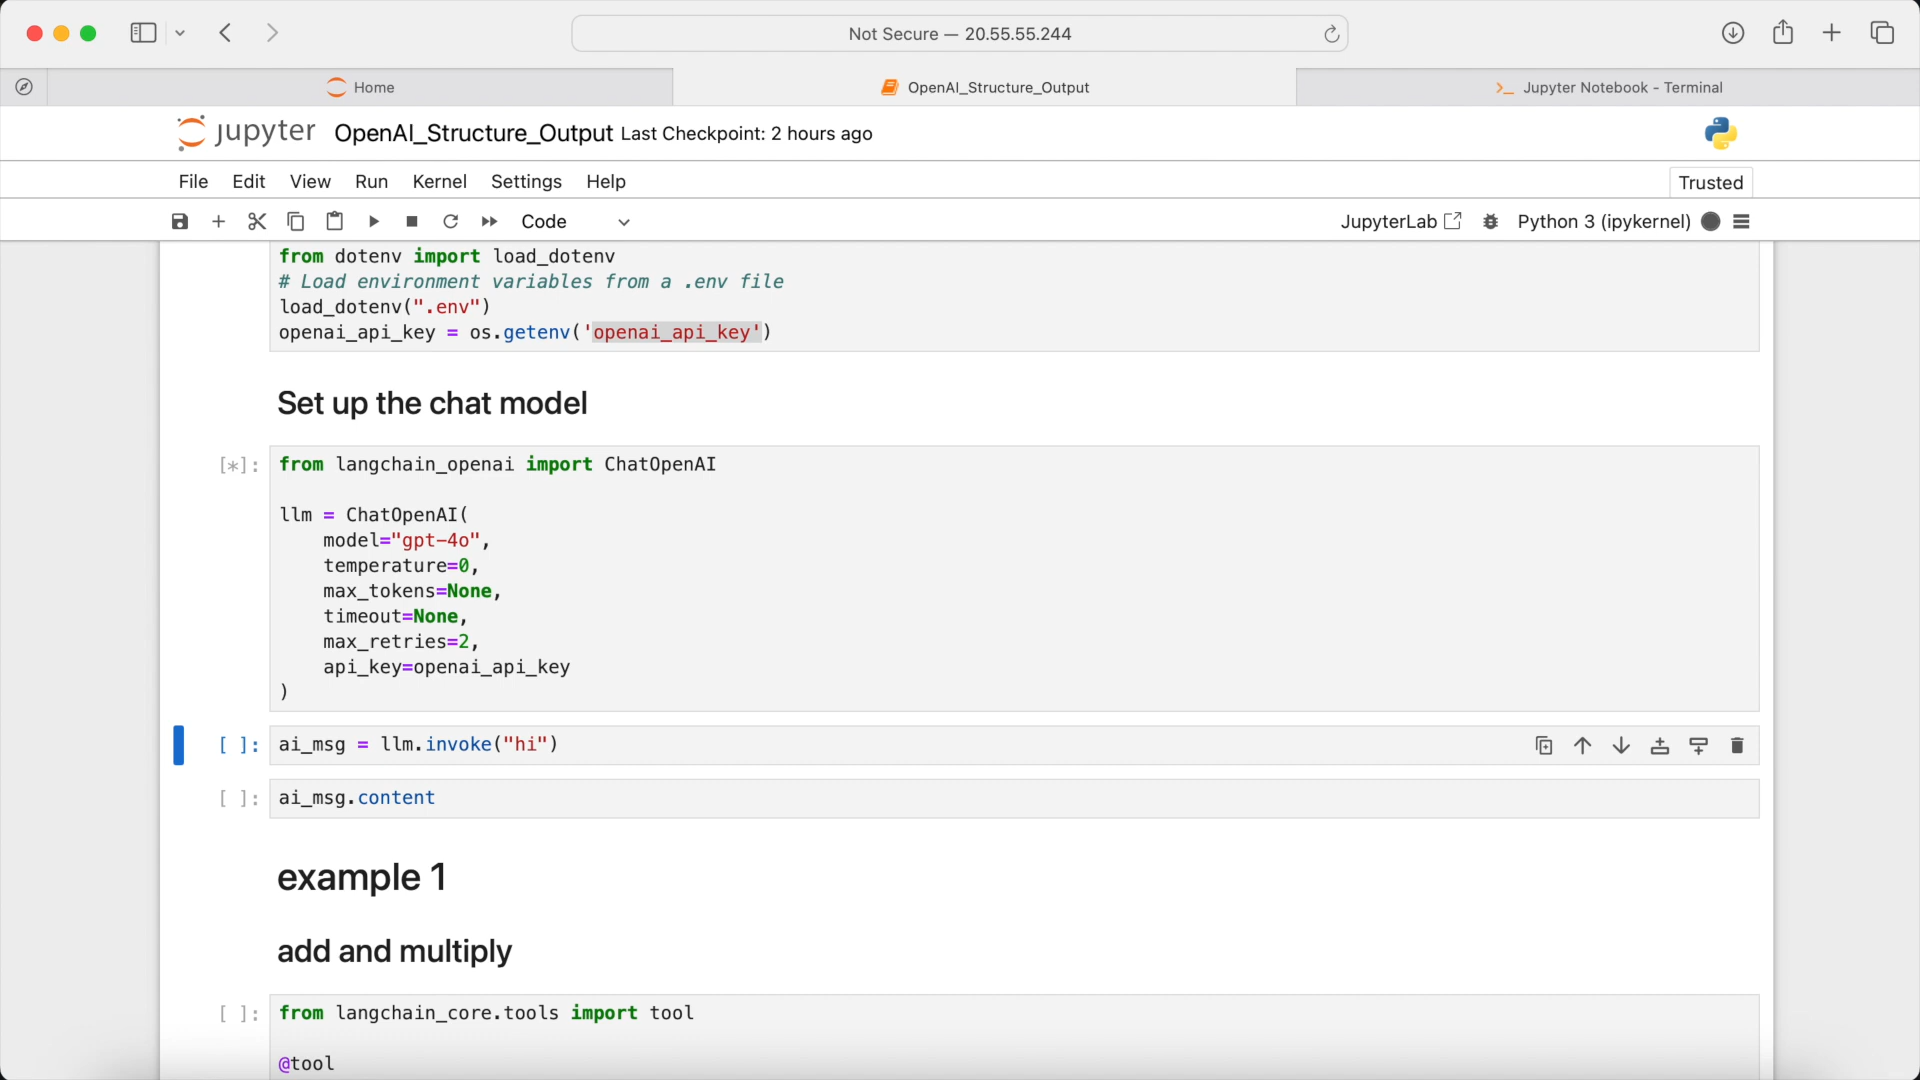 Not Secure — 20.55.55.244
Home
OpenAI_Structure_Output
Jupyter Notebook - Terminal
jupyter OpenAI_Structure_Output Last Checkpoint: 2 hours ago
File Edit View Run Kernel Settings Help
Trusted
Code
JupyterLab
Python 3 (ipykernel)
from dotenv import load_dotenv
# Load environment variables from a .env file
load_dotenv(".env")
openai_api_key = os.getenv('openai_api_key')
Set up the chat model
[*]: from langchain_openai import ChatOpenAI
llm = ChatOpenAI(
model="gpt-4o",
temperature=0,
max_tokens=None,
timeout=None,
max_retries=2,
api_key=openai_api_key
)
[ ]: ai_msg = llm.invoke("hi")
[ ]: ai_msg.content
example 1
add and multiply
[ ]: from langchain_core.tools import tool
@tool